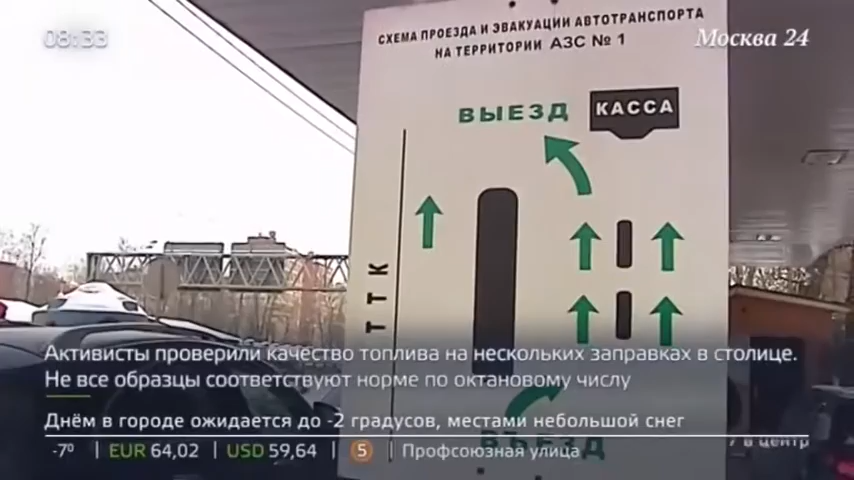 08:33
Москва 24
СХЕМА ПРОЕЗДА И ЭВАКУАЦИИ АВТОТРАНСПОРТА
НА ТЕРРИТОРИИ АЗС № 1
ВЫЕЗД
КАССА
ТТК
Активисты проверили качество топлива на нескольких заправках в столице.
Не все образцы соответствуют норме по октановому числу
Днём в городе ожидается до -2 градусов, местами небольшой снег
ВЪЕЗД
-7⁰ | EUR 64,02 | USD 59,64 | 5 | Профсоюзная улица
7 в центр